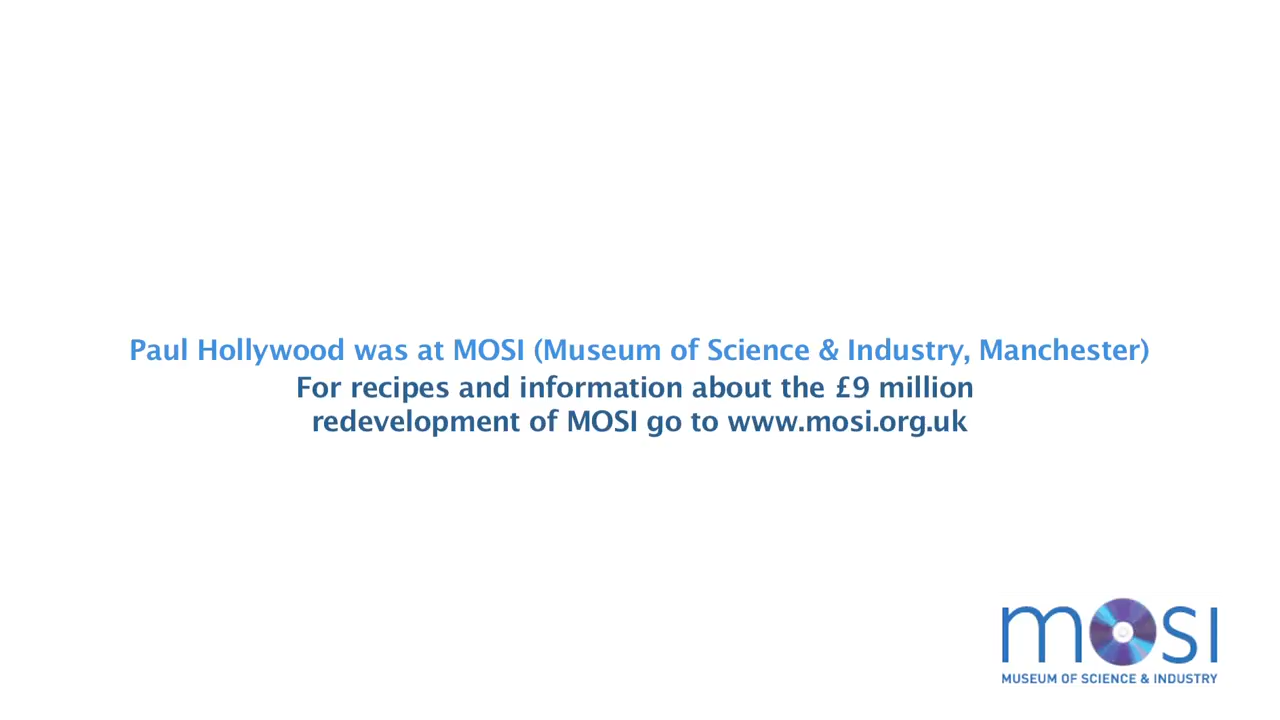 Paul Hollywood was at MOSI (Museum of Science & Industry, Manchester)
For recipes and information about the £9 million
redevelopment of MOSI go to www.mosi.org.uk
mOSI
MUSEUM OF SCIENCE & INDUSTRY